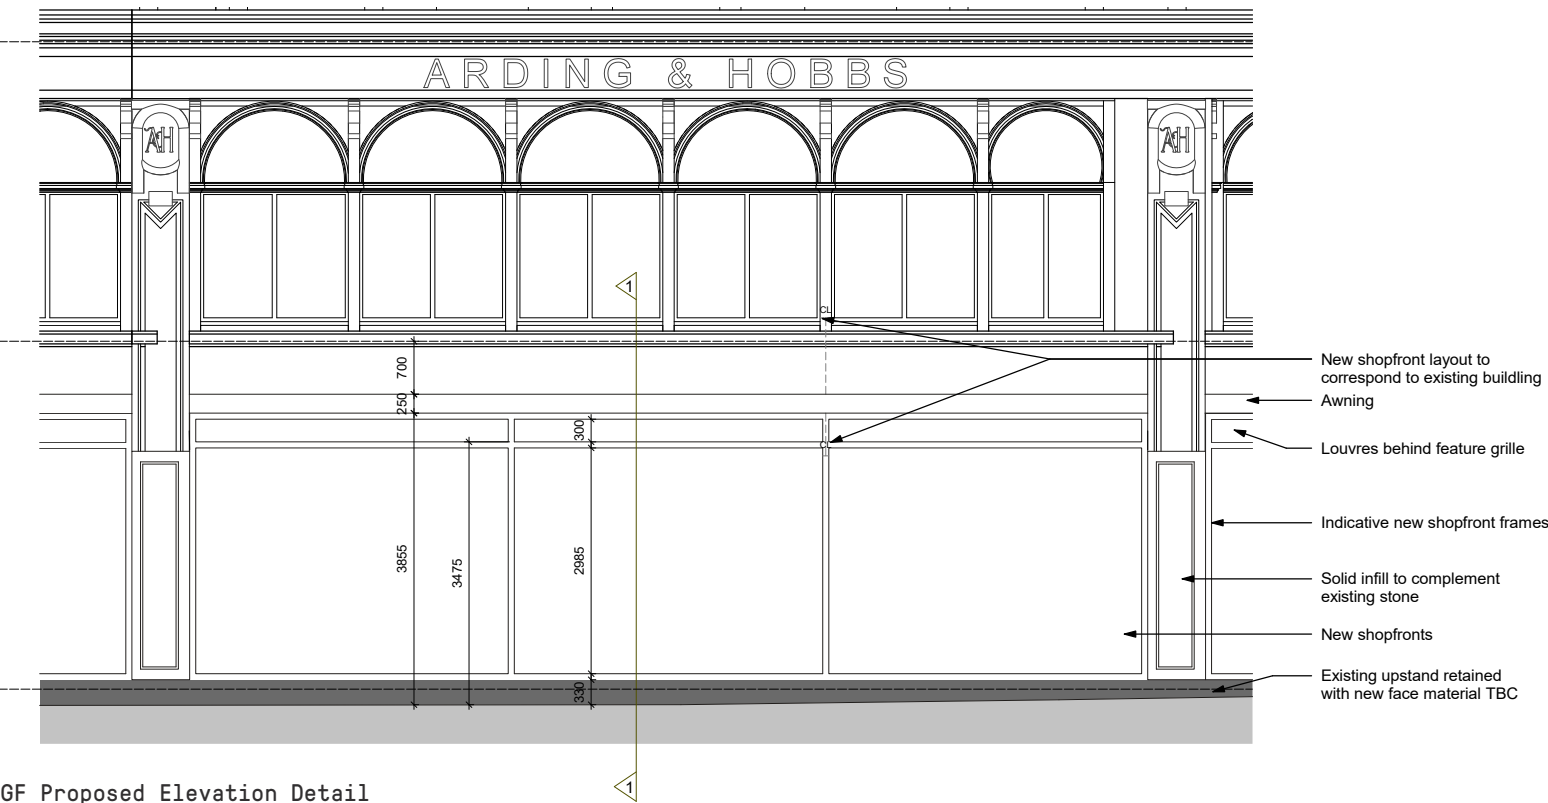 ARDING & HOBBS
AH
AH
1
CL
700
250
300
CL
3855
3475
2985
330
New shopfront layout to
correspond to existing buildling
Awning
Louvres behind feature grille
Indicative new shopfront frames
Solid infill to complement
existing stone
New shopfronts
Existing upstand retained
with new face material TBC
1
GF Proposed Elevation Detail